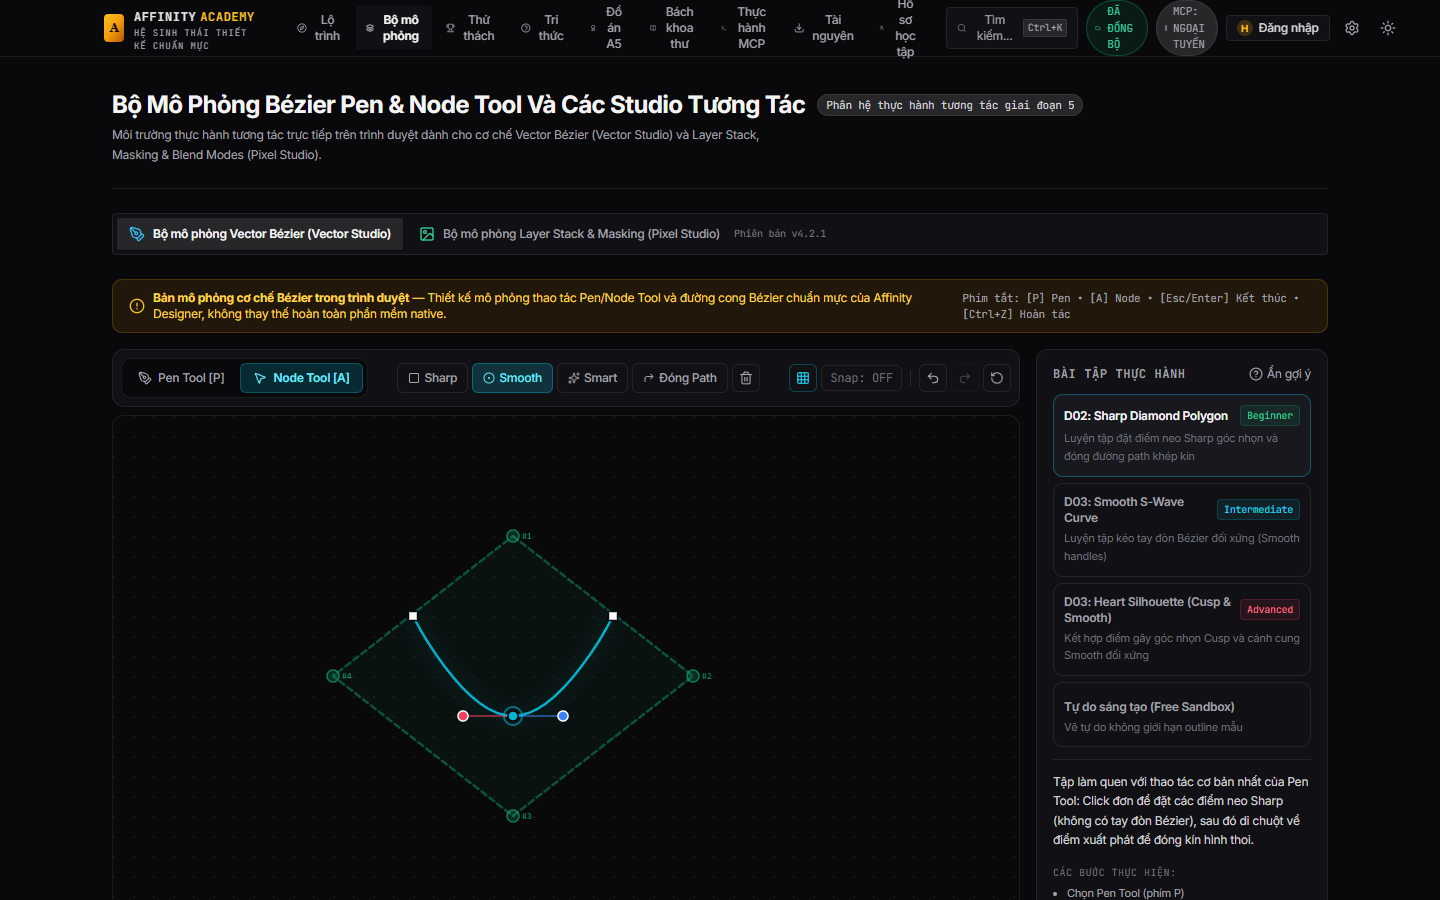 A
AFFINITY ACADEMY
HỆ SINH THÁI THIẾT
KẾ CHUẨN MỰC
Lộ
trình
Bộ mô
phỏng
Thử
thách
Tri
thức
Đồ
án
A5
Bách
khoa
thư
Thực
hành
MCP
Tài
nguyên
Hồ
sơ
học
tập
Tìm
kiếm...
Ctrl+K
ĐÃ
ĐỒNG
BỘ
MCP:
NGOẠI
TUYẾN
H
Đăng nhập
Bộ Mô Phỏng Bézier Pen & Node Tool Và Các Studio Tương Tác
Phân hệ thực hành tương tác giai đoạn 5
Môi trường thực hành tương tác trực tiếp trên trình duyệt dành cho cơ chế Vector Bézier (Vector Studio) và Layer Stack,
Masking & Blend Modes (Pixel Studio).
Bộ mô phỏng Vector Bézier (Vector Studio)
Bộ mô phỏng Layer Stack & Masking (Pixel Studio)
Phiên bản v4.2.1
Bản mô phỏng cơ chế Bézier trong trình duyệt — Thiết kế mô phỏng thao tác Pen/Node Tool và đường cong Bézier chuẩn mực của Affinity
Designer, không thay thế hoàn toàn phần mềm native.
Phím tắt: [P] Pen • [A] Node • [Esc/Enter] Kết thúc •
[Ctrl+Z] Hoàn tác
Pen Tool [P]
Node Tool [A]
Sharp
Smooth
Smart
Đóng Path
Snap: OFF
#1
#2
#3
#4
BÀI TẬP THỰC HÀNH
Ẩn gợi ý
D02: Sharp Diamond Polygon
Beginner
Luyện tập đặt điểm neo Sharp góc nhọn và
đóng đường path khép kín
D03: Smooth S-Wave
Curve
Intermediate
Luyện tập kéo tay đòn Bézier đối xứng (Smooth
handles)
D03: Heart Silhouette (Cusp &
Smooth)
Advanced
Kết hợp điểm gãy góc nhọn Cusp và cánh cung
Smooth đối xứng
Tự do sáng tạo (Free Sandbox)
Vẽ tự do không giới hạn outline mẫu
Tập làm quen với thao tác cơ bản nhất của Pen
Tool: Click đơn để đặt các điểm neo Sharp
(không có tay đòn Bézier), sau đó di chuột về
điểm xuất phát để đóng kín hình thoi.
CÁC BƯỚC THỰC HIỆN:
• Chọn Pen Tool (phím P)